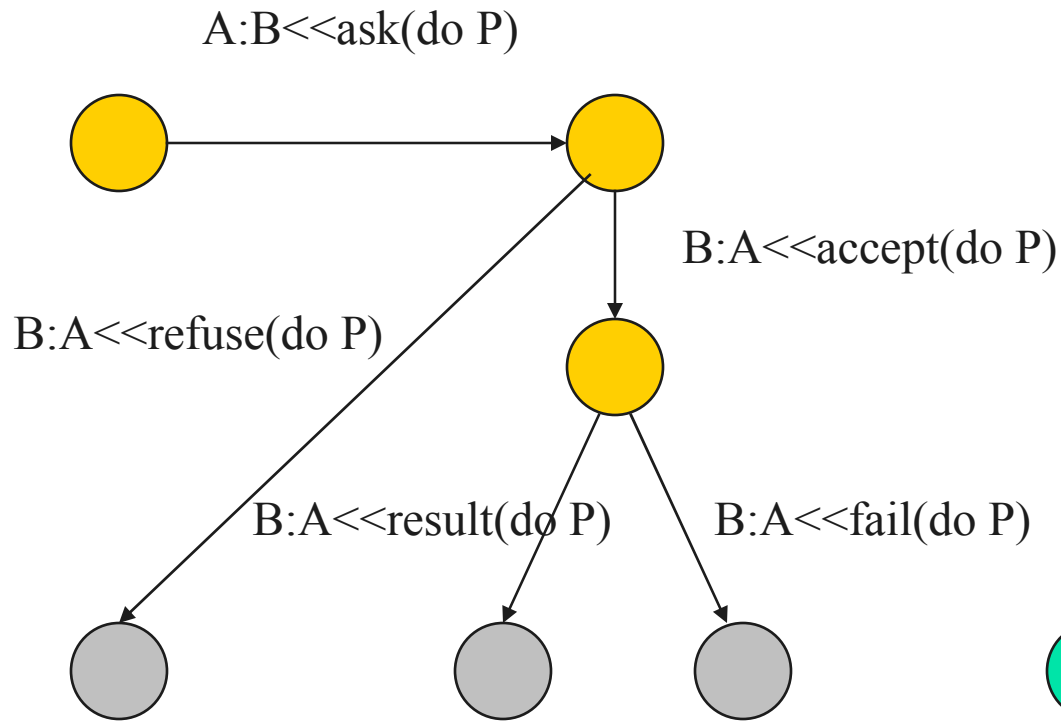 A:B<<ask(do P)
B:A<<accept(do P)
B:A<<refuse(do P)
B:A<<result(do P)
B:A<<fail(do P)